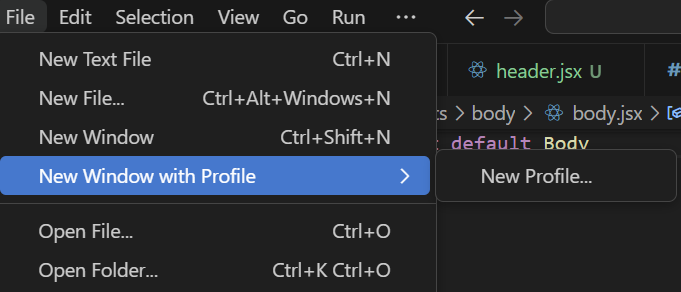 File Edit Selection View Go Run ...
New Text File Ctrl+N
header.jsx U
#
New File... Ctrl+Alt+Windows+N
ts > body > body.jsx >
New Window Ctrl+Shift+N
default Body
New Window with Profile >
New Profile...
Open File... Ctrl+O
Open Folder... Ctrl+K Ctrl+O